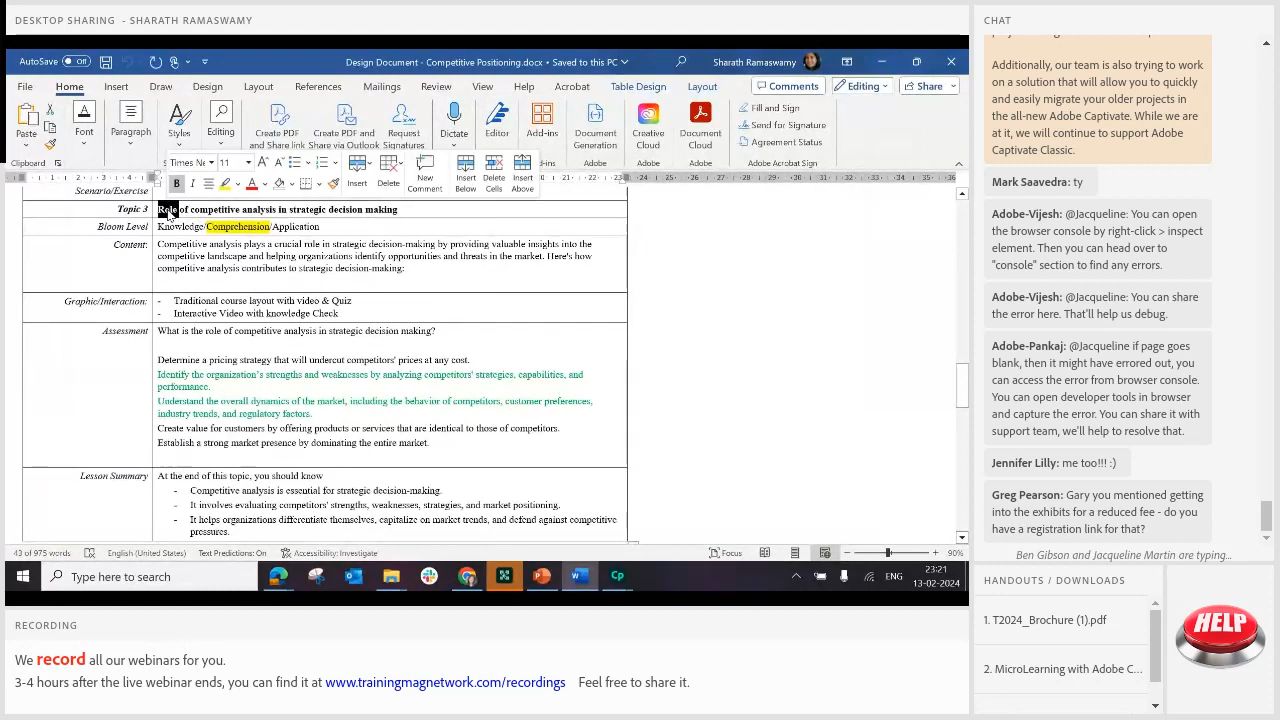 DESKTOP SHARING - SHARATH RAMASWAMY
AutoSave Off
Design Document - Competitive Positioning.docx • Saved to this PC
Sharath Ramaswamy
File Home Insert Draw Design Layout References Mailings Review View Help Acrobat Table Design Layout
Comments Editing Share
Paste
Font
Paragraph
Styles
Editing
Create PDF
Create PDF and Share via Outlook
Request
Dictate
Editor
Add-ins
Document Generation
Creative Cloud
Document Cloud
Fill and Sign
Send for Signature
Agreement Status
Clipboard
Times Ne 11
B I
Insert Delete
New Comment
Insert Below
Delete Cells
Insert Above
Scenario/Exercise
Topic 3 Role of competitive analysis in strategic decision making
Bloom Level Knowledge/Comprehension/Application
Content: Competitive analysis plays a crucial role in strategic decision-making by providing valuable insights into the
competitive landscape and helping organizations identify opportunities and threats in the market. Here's how
competitive analysis contributes to strategic decision-making:
Graphic/Interaction: - Traditional course layout with video & Quiz
- Interactive Video with knowledge Check
Assessment What is the role of competitive analysis in strategic decision making?
Determine a pricing strategy that will undercut competitors' prices at any cost.
Identify the organization's strengths and weaknesses by analyzing competitors' strategies, capabilities, and
performance.
Understand the overall dynamics of the market, including the behavior of competitors, customer preferences,
industry trends, and regulatory factors.
Create value for customers by offering products or services that are identical to those of competitors.
Establish a strong market presence by dominating the entire market.
Lesson Summary At the end of this topic, you should know
- Competitive analysis is essential for strategic decision-making.
- It involves evaluating competitors' strengths, weaknesses, strategies, and market positioning.
- It helps organizations differentiate themselves, capitalize on market trends, and defend against competitive
pressures.
43 of 975 words English (United States) Text Predictions: On Accessibility: Investigate Focus 90%
Type here to search
ENG
23:21
13-02-2024
RECORDING
We record all our webinars for you.
3-4 hours after the live webinar ends, you can find it at www.trainingmagnetwork.com/recordings Feel free to share it.
CHAT
Additionally, our team is also trying to work
on a solution that will allow you to quickly
and easily migrate your older projects in
the all-new Adobe Captivate. While we are
at it, we will continue to support Adobe
Captivate Classic.
Mark Saavedra: ty
Adobe-Vijesh: @Jacqueline: You can open
the browser console by right-click > inspect
element. Then you can head over to
"console" section to find any errors.
Adobe-Vijesh: @Jacqueline: You can share
the error here. That'll help us debug.
Adobe-Pankaj: @Jacqueline if page goes
blank, then it might have errored out, you
can access the error from browser console.
You can open developer tools in browser
and capture the error. You can share it with
support team, we'll help to resolve that.
Jennifer Lilly: me too!!! :)
Greg Pearson: Gary you mentioned getting
into the exhibits for a reduced fee - do you
have a registration link for that?
Ben Gibson and Jacqueline Martin are typing...
HANDOUTS / DOWNLOADS
1. T2024_Brochure (1).pdf
2. MicroLearning with Adobe C...
HELP